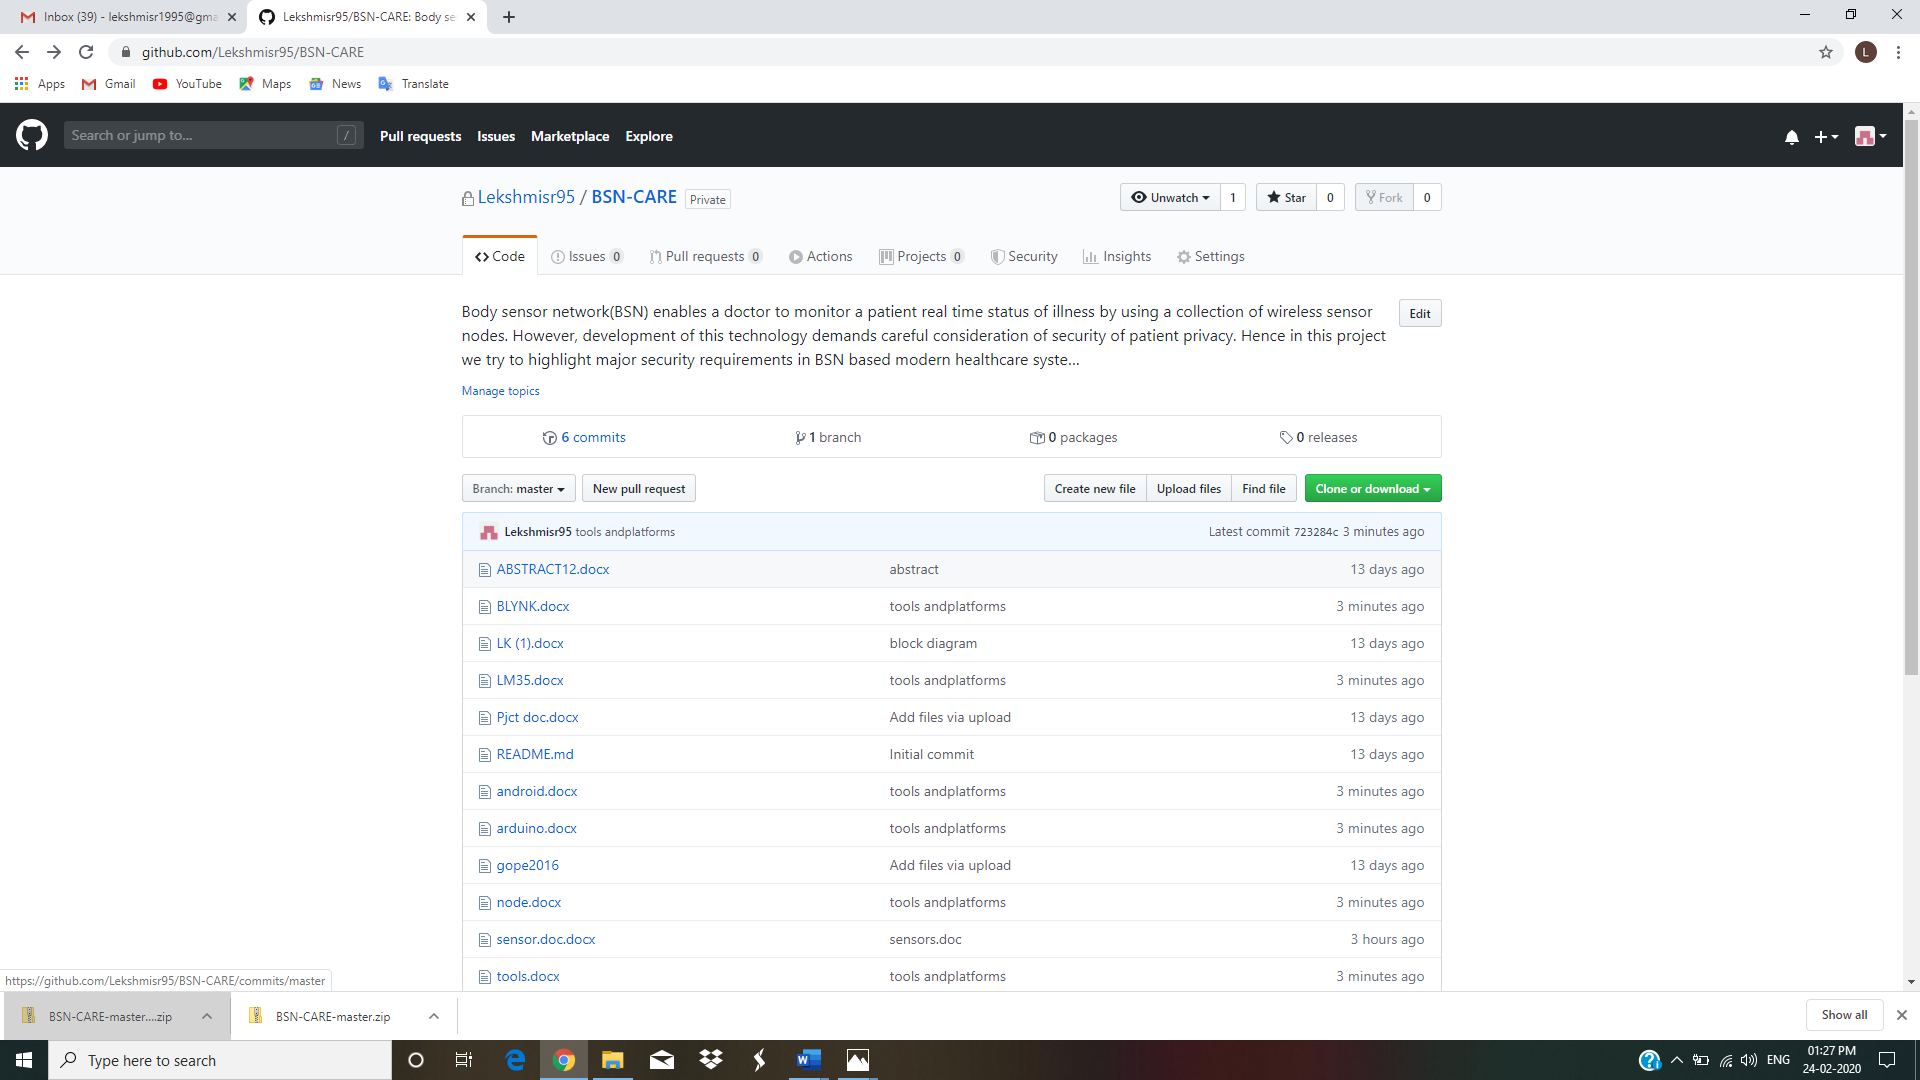 Inbox (39) - lekshmisr1995@gma
Lekshmisr95/BSN-CARE: Body se
github.com/Lekshmisr95/BSN-CARE
L
Apps
Gmail
YouTube
Maps
News
Translate
Search or jump to...
/
Pull requests
Issues
Marketplace
Explore
Lekshmisr95 / BSN-CARE
Private
Unwatch
1
Star
0
Fork
0
Code
Issues 0
Pull requests 0
Actions
Projects 0
Security
Insights
Settings
Body sensor network(BSN) enables a doctor to monitor a patient real time status of illness by using a collection of wireless sensor
nodes. However, development of this technology demands careful consideration of security of patient privacy. Hence in this project
we try to highlight major security requirements in BSN based modern healthcare syste...
Edit
Manage topics
6 commits
1 branch
0 packages
0 releases
Branch: master
New pull request
Create new file
Upload files
Find file
Clone or download
Lekshmisr95 tools andplatforms
Latest commit 723284c 3 minutes ago
ABSTRACT12.docx abstract 13 days ago
BLYNK.docx tools andplatforms 3 minutes ago
LK (1).docx block diagram 13 days ago
LM35.docx tools andplatforms 3 minutes ago
Pjct doc.docx Add files via upload 13 days ago
README.md Initial commit 13 days ago
android.docx tools andplatforms 3 minutes ago
arduino.docx tools andplatforms 3 minutes ago
gope2016 Add files via upload 13 days ago
node.docx tools andplatforms 3 minutes ago
sensor.doc.docx sensors.doc 3 hours ago
tools.docx tools andplatforms 3 minutes ago
https://github.com/Lekshmisr95/BSN-CARE/commits/master
BSN-CARE-master....zip
BSN-CARE-master.zip
Show all
Type here to search
ENG
01:27 PM
24-02-2020